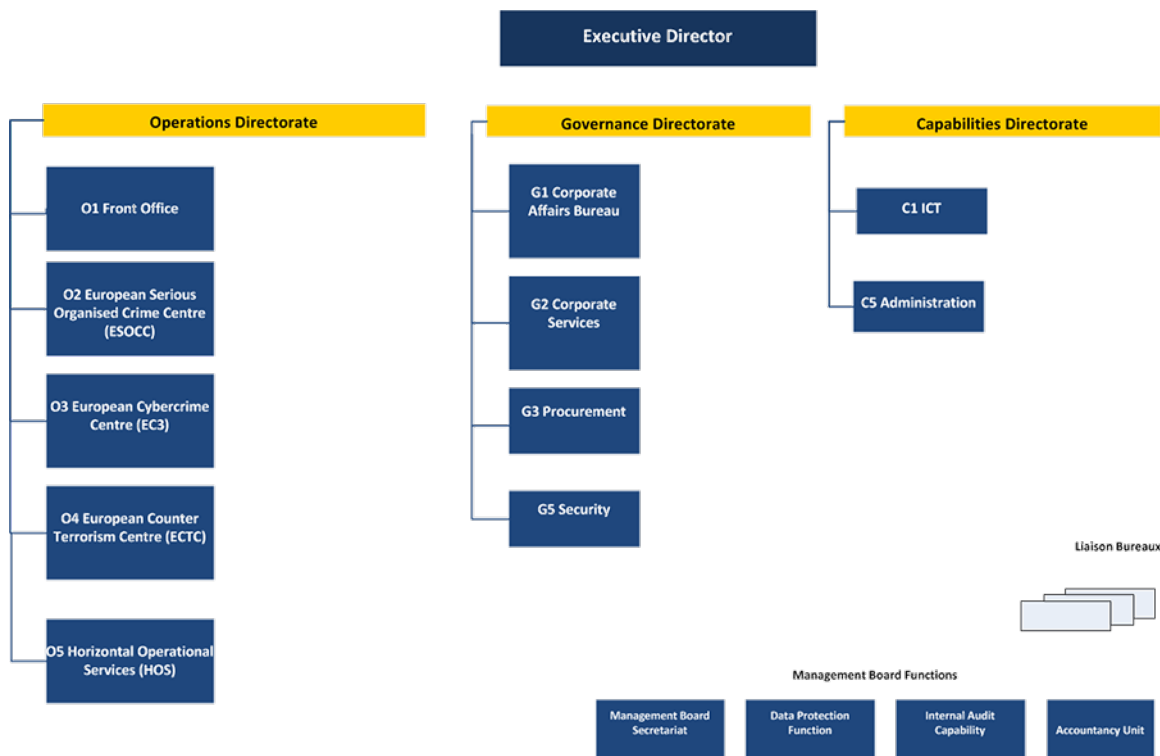 Executive Director
Operations Directorate
O1 Front Office
O2 European Serious
Organised Crime Centre
(ESOCC)
O3 European Cybercrime
Centre (EC3)
O4 European Counter
Terrorism Centre (ECTC)
O5 Horizontal Operational
Services (HOS)
Governance Directorate
G1 Corporate
Affairs Bureau
G2 Corporate
Services
G3 Procurement
G5 Security
Capabilities Directorate
C1 ICT
C5 Administration
Liaison Bureaux
Management Board Functions
Management Board
Secretariat
Data Protection
Function
Internal Audit
Capability
Accountancy Unit